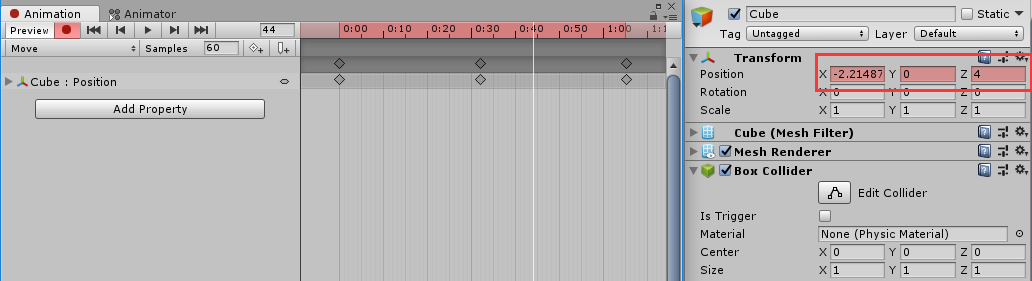 Animation Animator
Preview 44 0:00 0:10 0:20 0:30 0:40 0:50 1:00
Move Samples 60
Cube : Position
Add Property
Cube Static
Tag Untagged Layer Default
Transform
Position X -2.21487 Y 0 Z 4
Rotation X 0 Y 0 Z 0
Scale X 1 Y 1 Z 1
Cube (Mesh Filter)
Mesh Renderer
Box Collider
Edit Collider
Is Trigger
Material None (Physic Material)
Center X 0 Y 0 Z 0
Size X 1 Y 1 Z 1